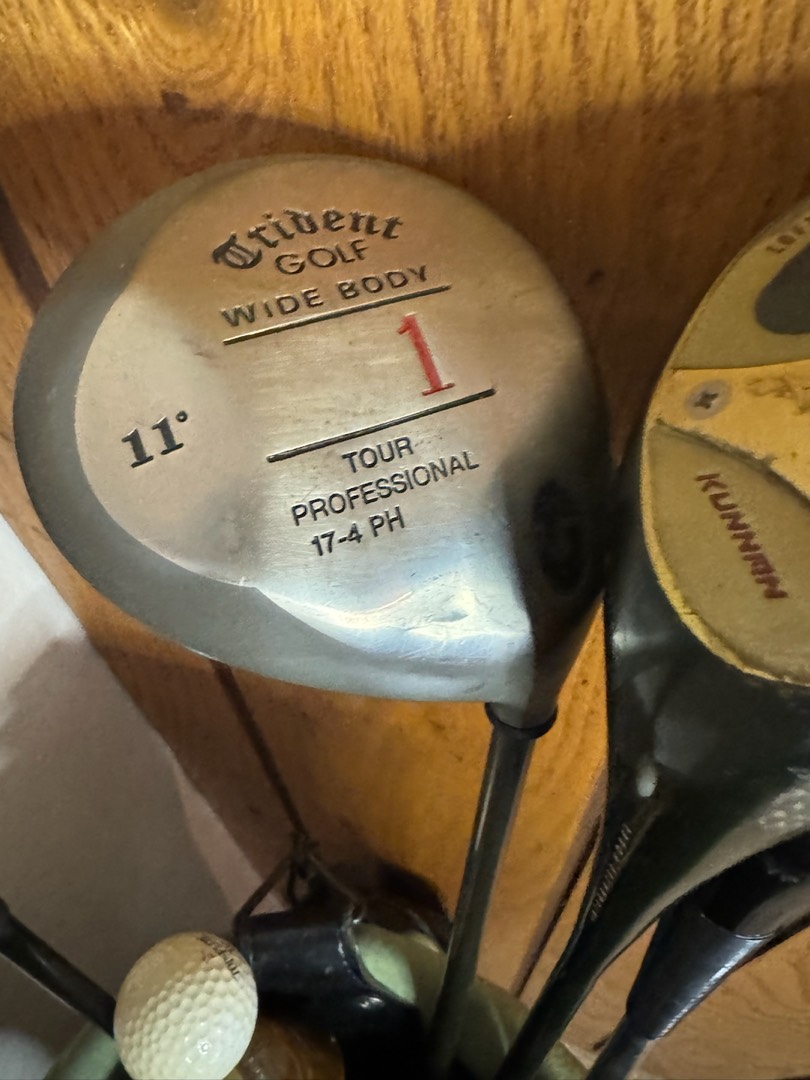 Trident
GOLF
WIDE BODY
1
11°
TOUR
PROFESSIONAL
17-4 PH
KUNNAN